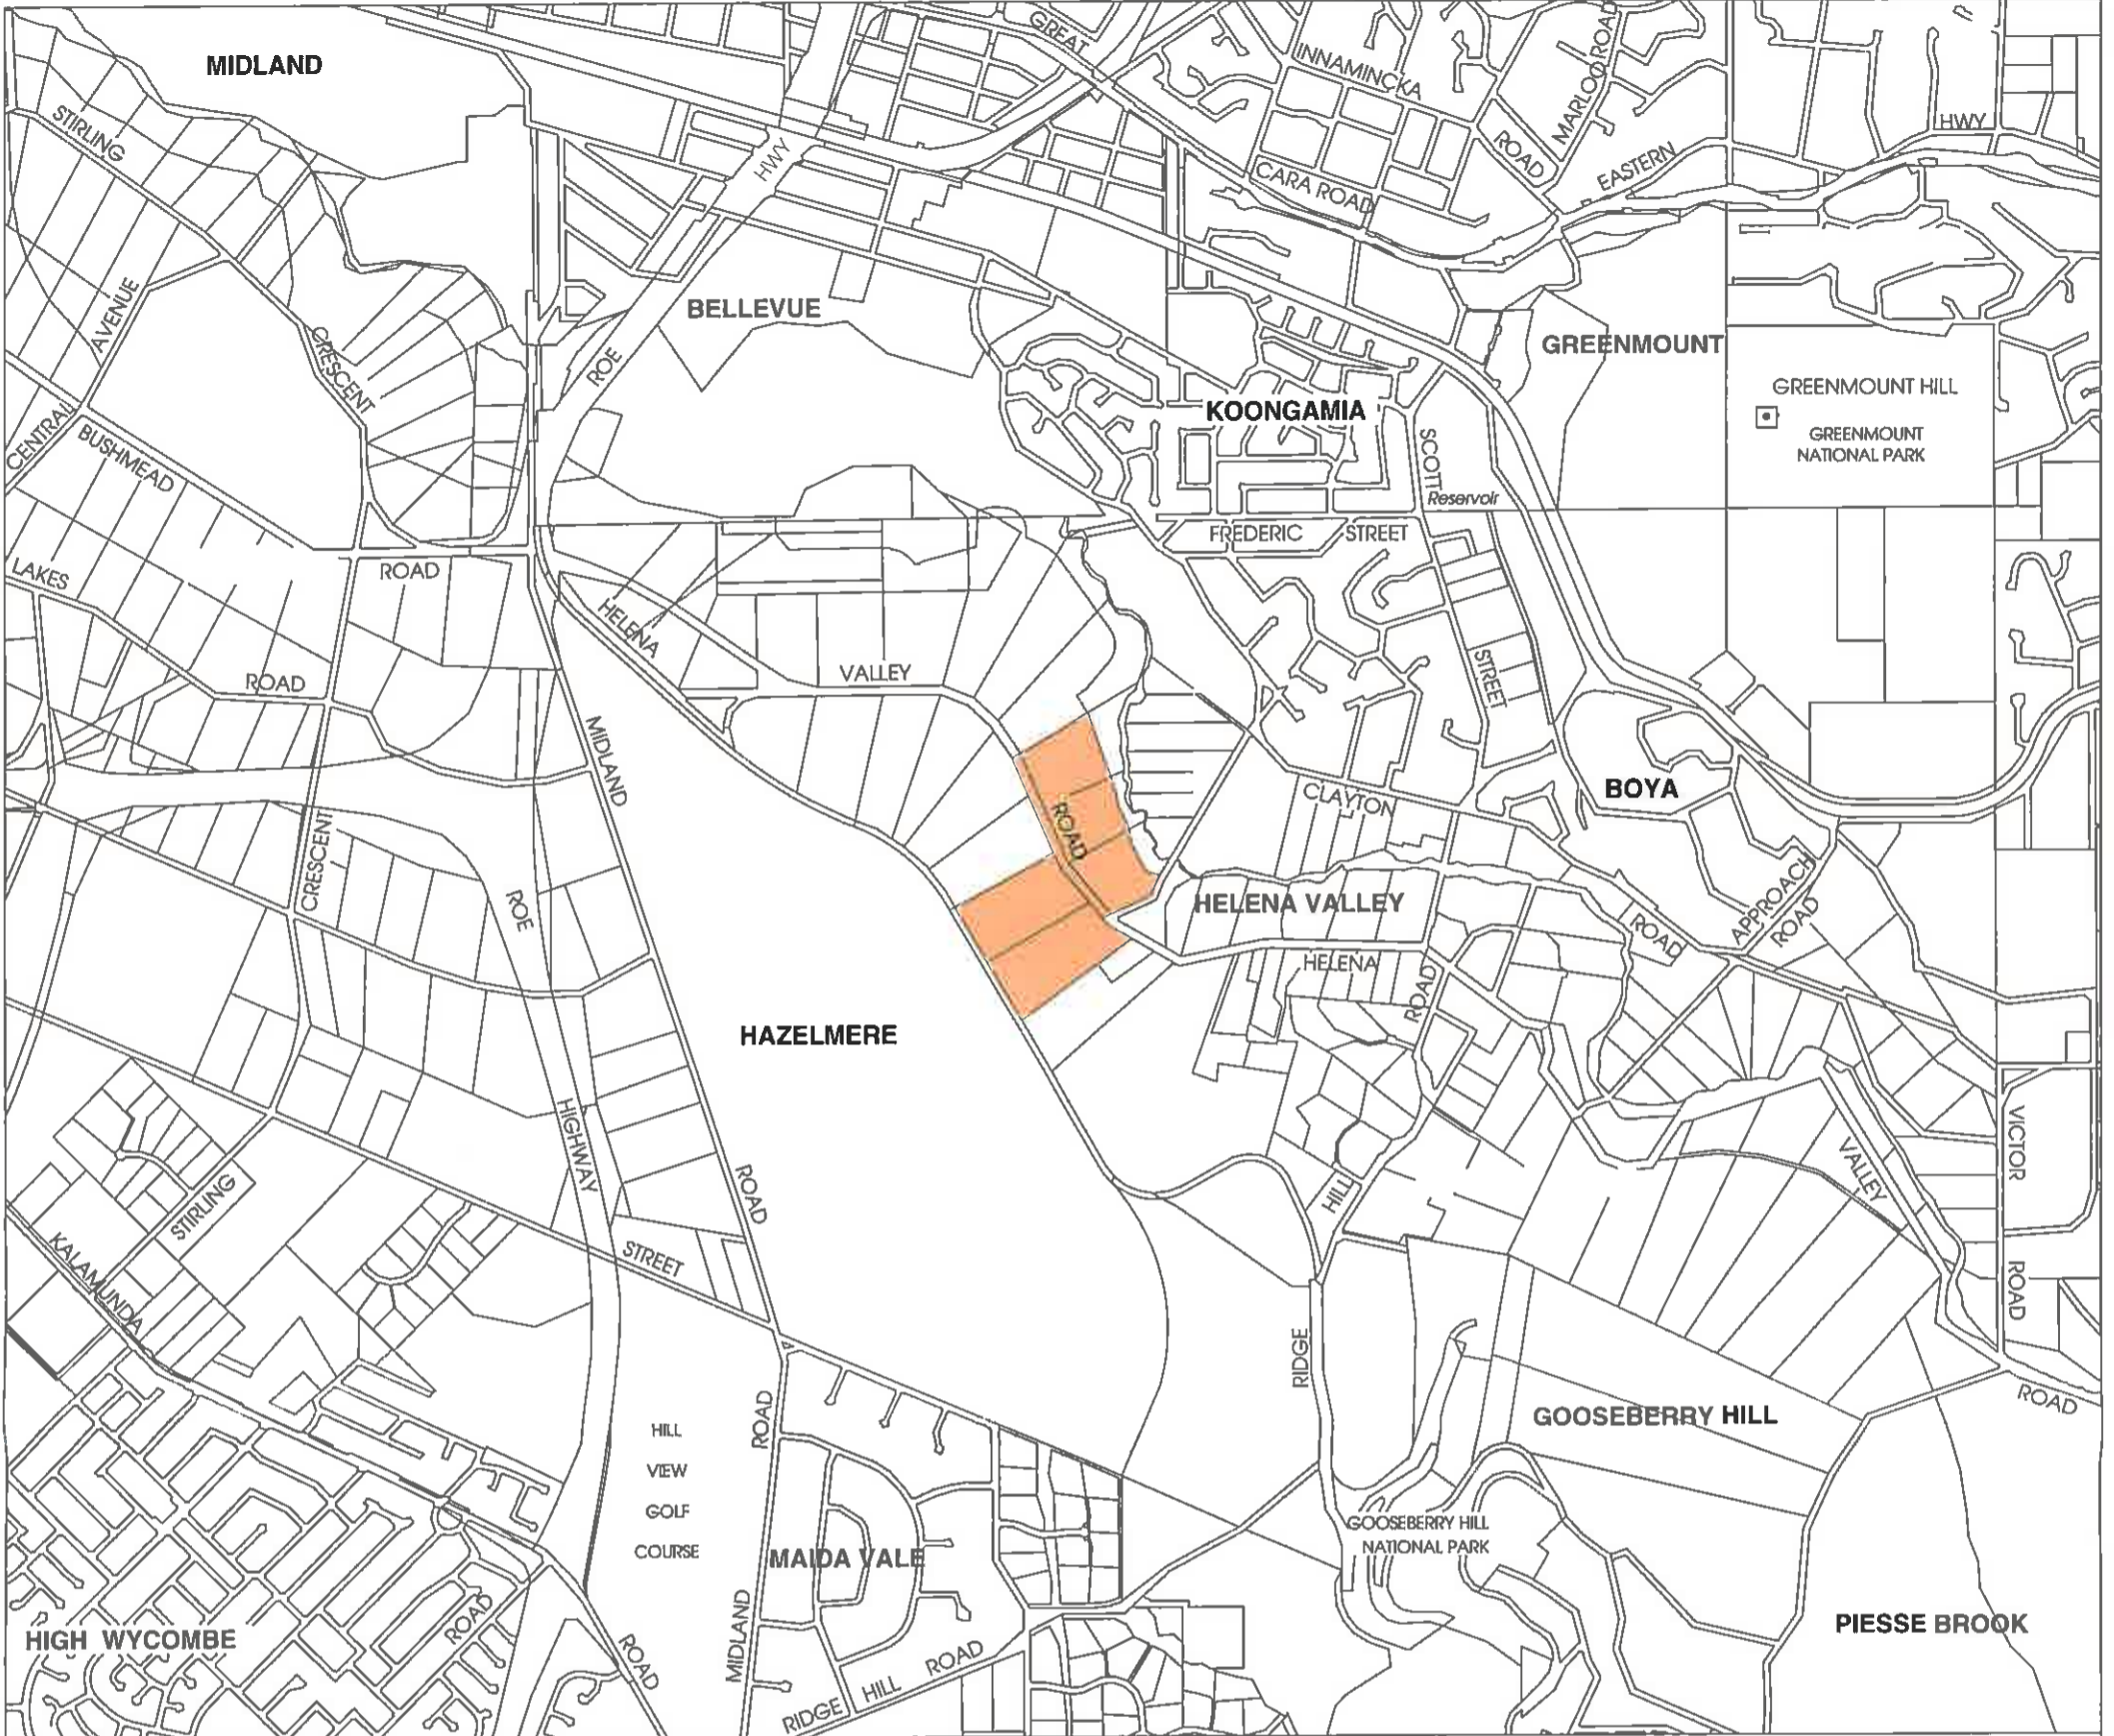 GREAT
MIDLAND
INNAMINCKA
MARLOO ROAD
STIRLING
HWY
HWY
ROAD
EASTERN
CARA ROAD
AVENUE
BELLEVUE
GREENMOUNT
CRESCENT
ROE
GREENMOUNT HILL
KOONGAMIA
GREENMOUNT
NATIONAL PARK
CENTRAL
BUSHMEAD
SCOTT
Reservoir
FREDERIC STREET
LAKES
ROAD
HELENA
VALLEY
ROAD
STREET
MIDLAND
BOYA
CLAYTON
ROAD
CRESCENT
ROE
HELENA VALLEY
APPROACH
ROAD
ROAD
HELENA
ROAD
HAZELMERE
HIGHWAY
VICTOR
VALLEY
ROAD
STIRLING
HILL
KALAMUNDA
STREET
ROAD
RIDGE
ROAD
ROAD
GOOSEBERRY HILL
HILL
VIEW
GOLF
COURSE
GOOSEBERRY HILL
NATIONAL PARK
MAIDA VALE
ROAD
HIGH WYCOMBE
PIESSE BROOK
ROAD
MIDLAND
RIDGE HILL ROAD